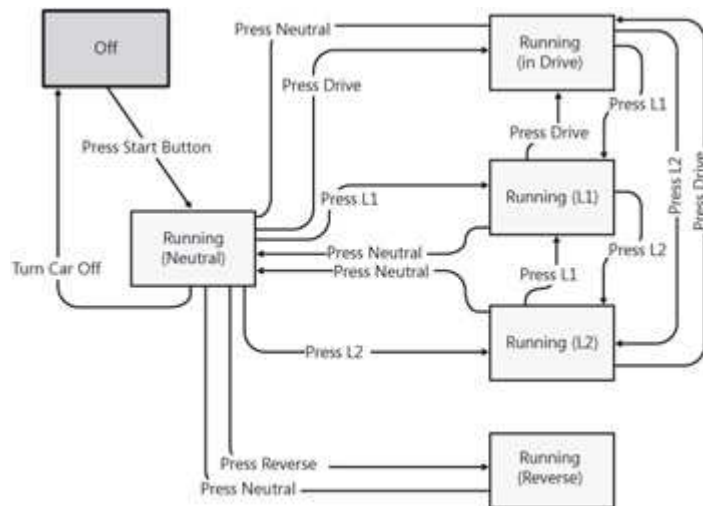 Press Neutral
Running
(in Drive)
Off
Press Drive
Press L1
Press Drive
Press Start Button
Press L2
Press Drive
Press L1
Running (L1)
Running
(Neutral)
Press Neutral
Press L2
Turn Car Off
Press Neutral
Press L1
Running (L2)
Press L2
Running
(Reverse)
Press Reverse
Press Neutral